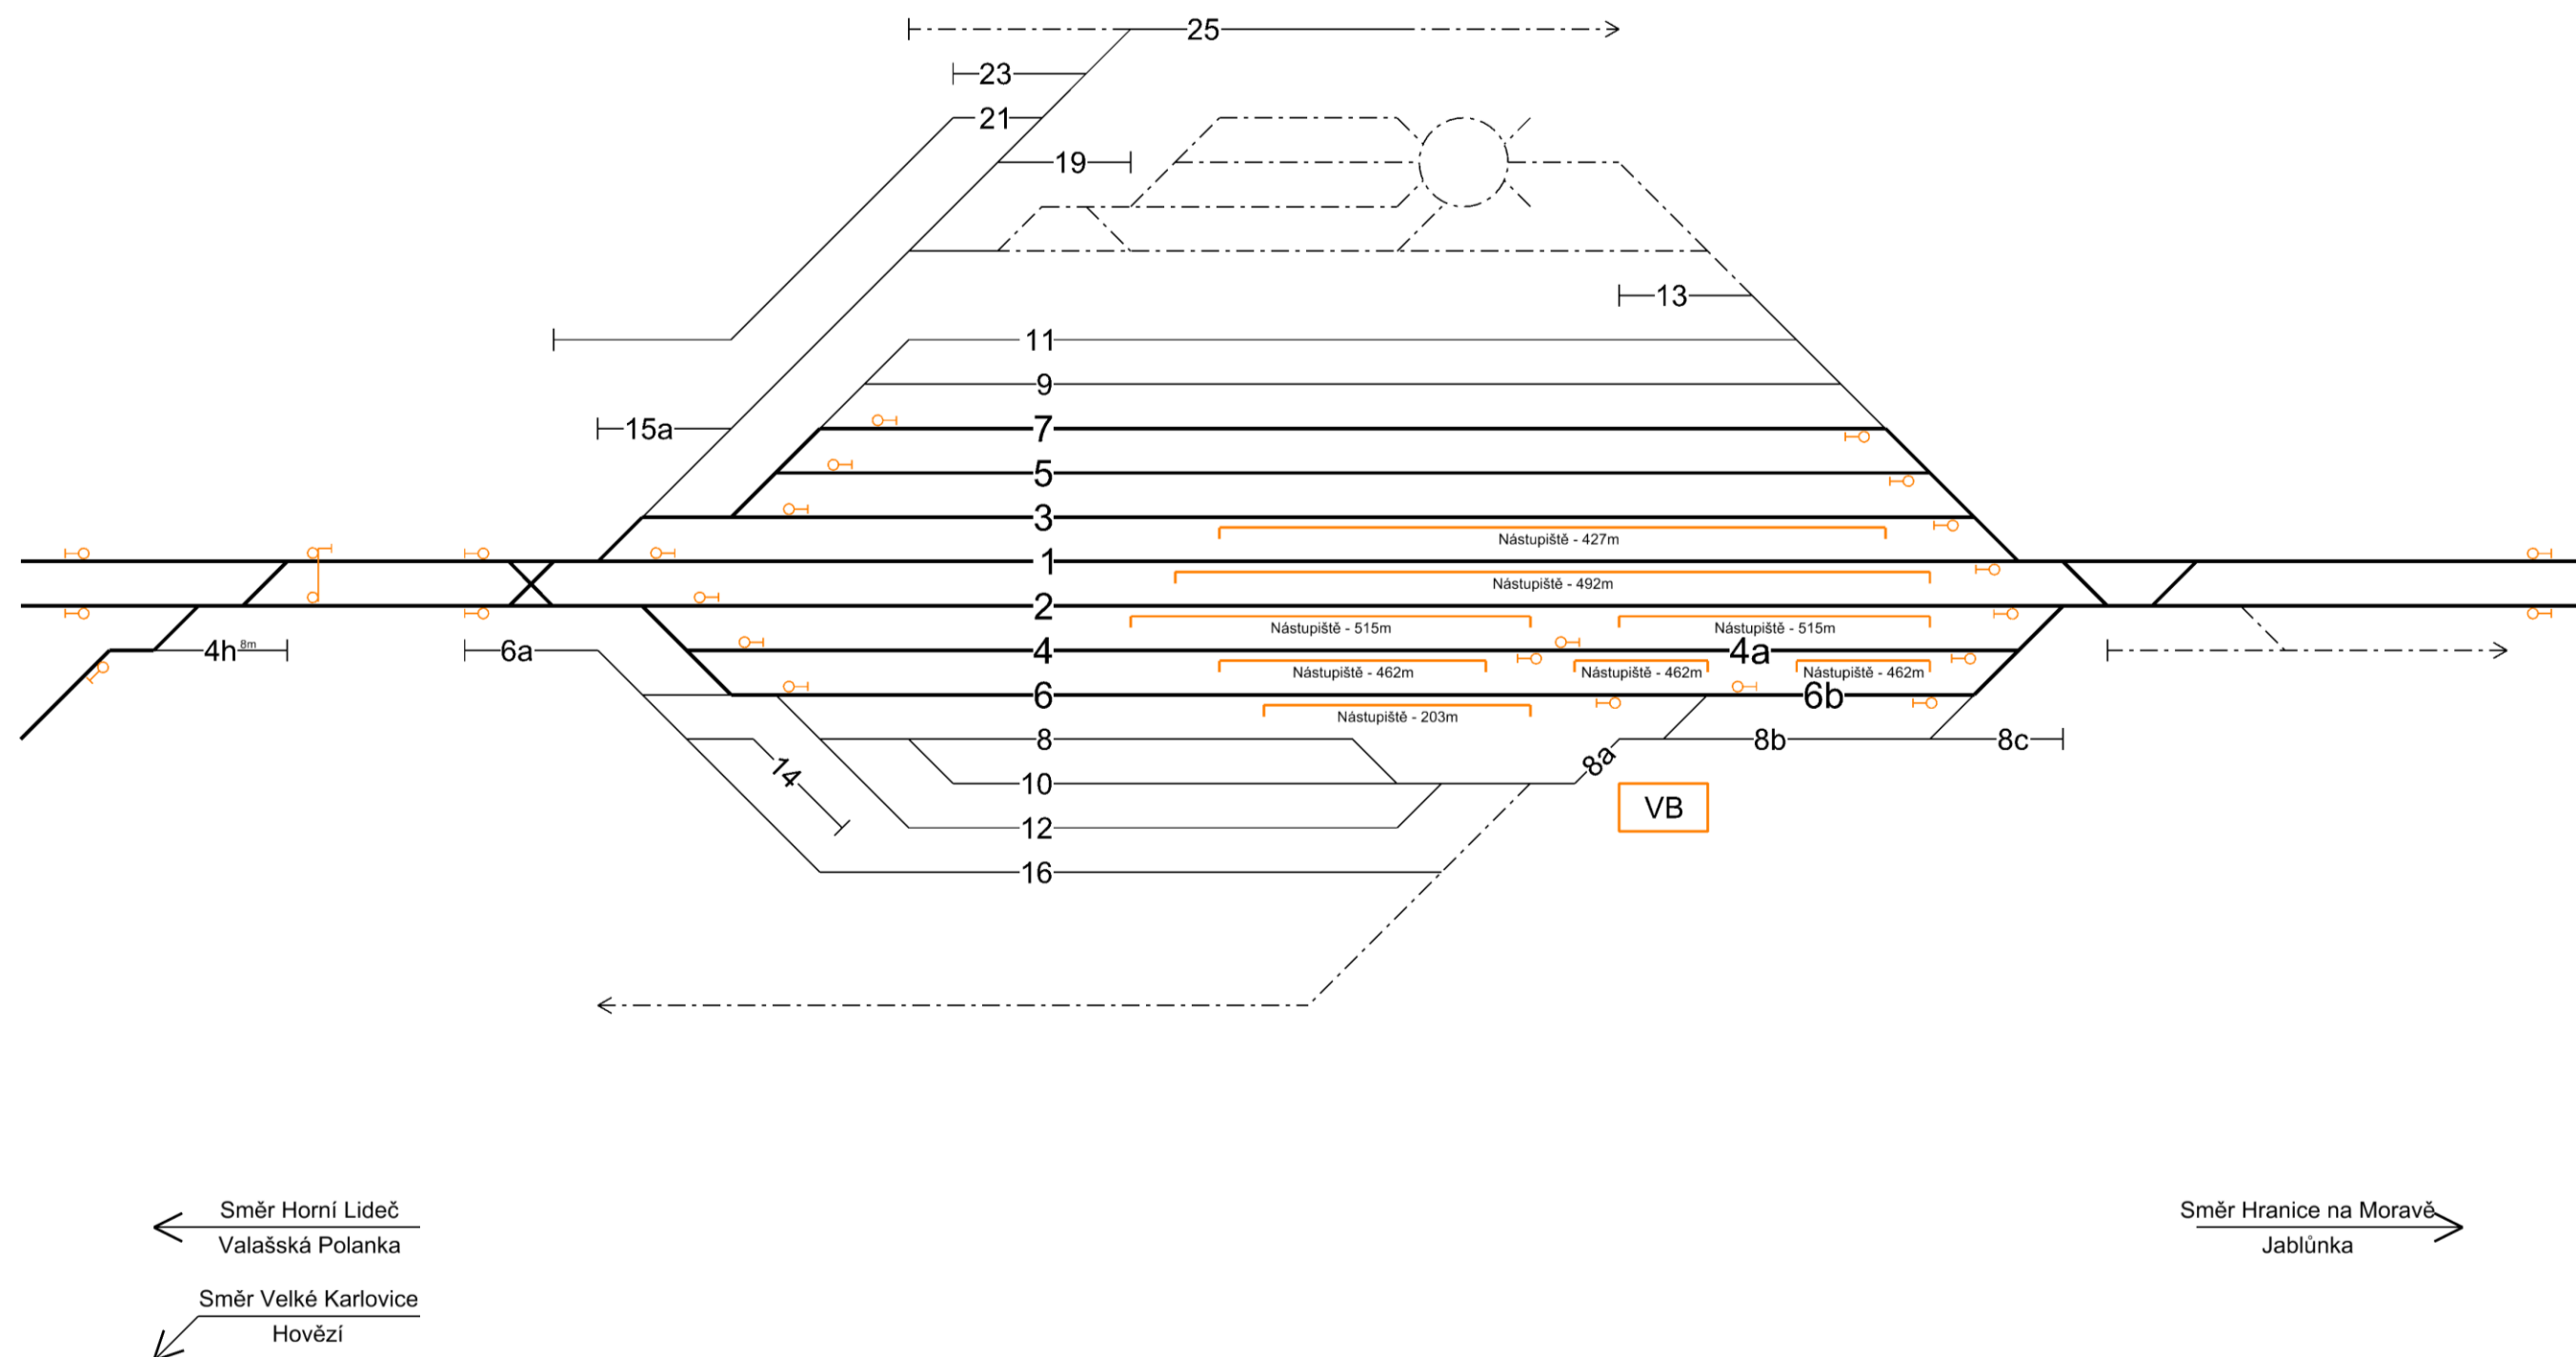 25
23
21
19
13
11
9
7
15a
5
3
Nástupiště - 427m
1
Nástupiště - 492m
2
Nástupiště - 515m
Nástupiště - 515m
4h 8m
6a
4
4a
Nástupiště - 462m
Nástupiště - 462m
Nástupiště - 462m
6
6b
Nástupiště - 203m
8
8a
8b
8c
14
10
VB
12
16
Směr Horní Lideč
Valašská Polanka
Směr Hranice na Moravě
Jablůnka
Směr Velké Karlovice
Hovězí